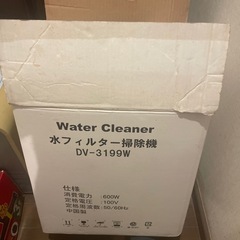 Water Cleaner
水フィルター掃除機
DV-3199W
仕様
消費電力：600W
定格電圧：100V
定格周波数：50/60Hz
中国製